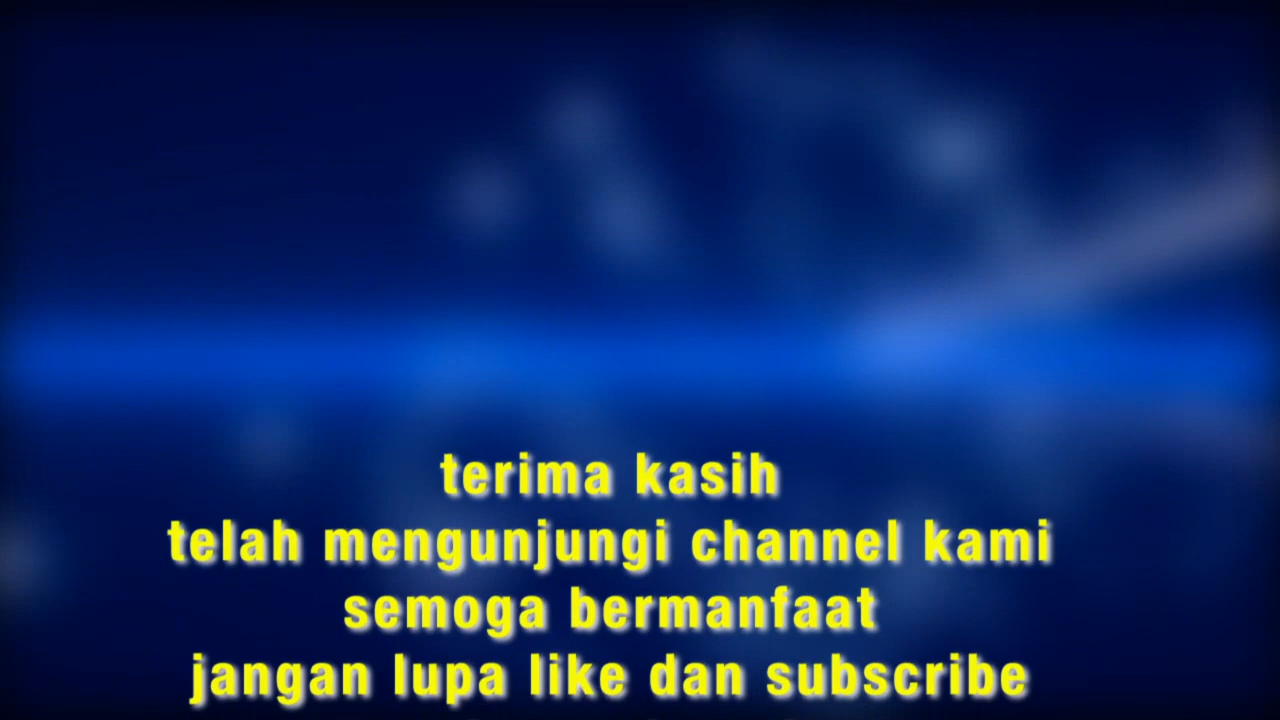 terima kasih
telah mengunjungi channel kami
semoga bermanfaat
jangan lupa like dan subscribe